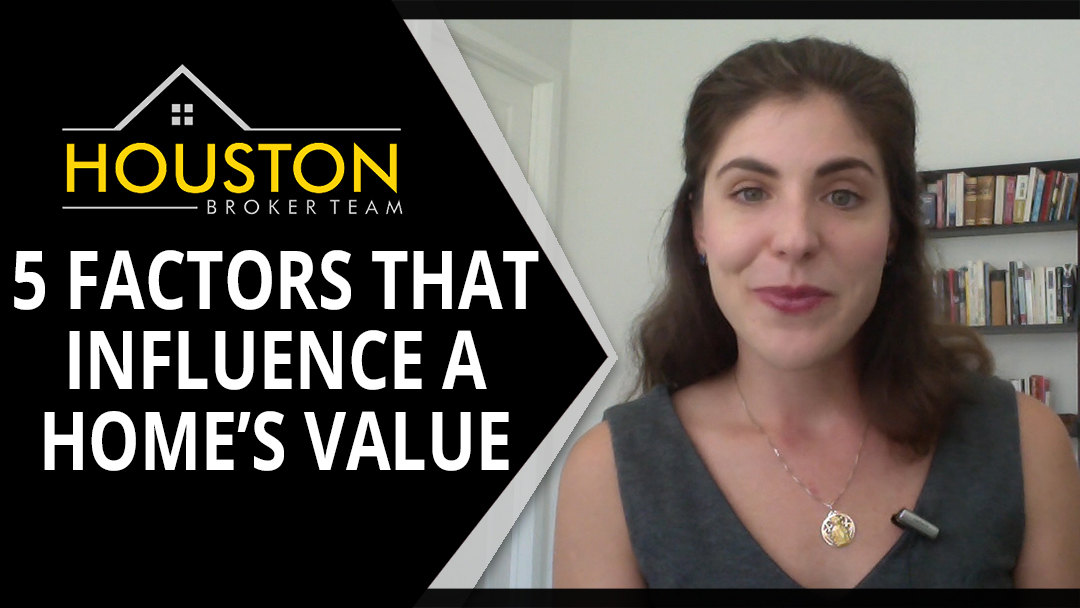 HOUSTON
BROKER TEAM
5 FACTORS THAT
INFLUENCE A
HOME’S VALUE